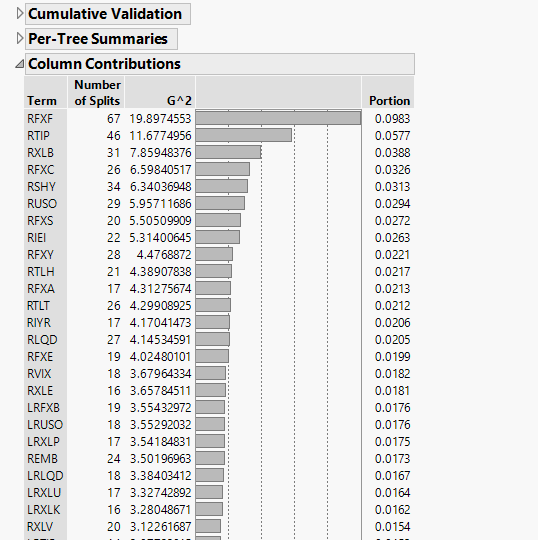 Cumulative Validation
Per-Tree Summaries
Column Contributions
Term Number of Splits G^2 Portion
RFXF 67 19.8974553 0.0983
RTIP 46 11.6774956 0.0577
RXLB 31 7.85948376 0.0388
RFXC 26 6.59840517 0.0326
RSHY 34 6.34036948 0.0313
RUSO 29 5.95711686 0.0294
RFXS 20 5.50509909 0.0272
RIEI 22 5.31400645 0.0263
RFXY 28 4.4768872 0.0221
RTLH 21 4.38907838 0.0217
RFXA 17 4.31275674 0.0213
RTLT 26 4.29908925 0.0212
RIYR 17 4.17041473 0.0206
RLQD 27 4.14534591 0.0205
RFXE 19 4.02480101 0.0199
RVIX 18 3.67964334 0.0182
RXLE 16 3.65784511 0.0181
LRFXB 19 3.55432972 0.0176
LRUSO 18 3.55292032 0.0176
LRXLP 17 3.54184831 0.0175
REMB 24 3.50196963 0.0173
LRLQD 18 3.38403412 0.0167
LRXLU 17 3.32742892 0.0164
LRXLK 16 3.28048671 0.0162
RXLV 20 3.12261687 0.0154